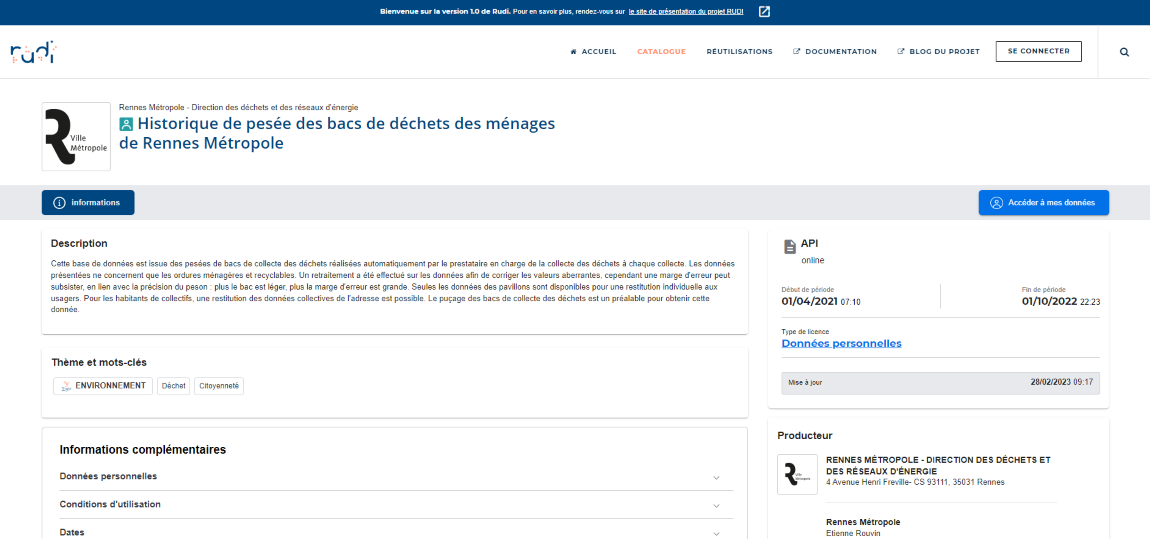 Bienvenue sur la version 1.0 de Rudi. Pour en savoir plus, rendez-vous sur le site de présentation du projet RUDI
rudi
ACCUEIL
CATALOGUE
RÉUTILISATIONS
DOCUMENTATION
BLOG DU PROJET
SE CONNECTER
Ville
Métropole
Rennes Métropole - Direction des déchets et des réseaux d'énergie
Historique de pesée des bacs de déchets des ménages
de Rennes Métropole
informations
Accéder à mes données
Description
Cette base de données est issue des pesées de bacs de collecte des déchets réalisées automatiquement par le prestataire en charge de la collecte des déchets à chaque collecte. Les données
présentées ne concernent que les ordures ménagères et recyclables. Un retraitement a été effectué sur les données afin de corriger les valeurs aberrantes, cependant une marge d'erreur peut
subsister, en lien avec la précision du peson : plus le bac est léger, plus la marge d'erreur est grande. Seules les données des pavillons sont disponibles pour une restitution individuelle aux
usagers. Pour les habitants de collectifs, une restitution des données collectives de l'adresse est possible. Le puçage des bacs de collecte des déchets est un préalable pour obtenir cette
donnée.
Thème et mots-clés
ENVIRONNEMENT
Déchet
Citoyenneté
Informations complémentaires
Données personnelles
Conditions d'utilisation
Dates
API
online
Début de période
01/04/2021 07:10
Fin de période
01/10/2022 22:23
Type de licence
Données personnelles
Mise à jour
28/02/2023 09:17
Producteur
Ville
Métropole
RENNES MÉTROPOLE - DIRECTION DES DÉCHETS ET
DES RÉSEAUX D'ÉNERGIE
4 Avenue Henri Freville- CS 93111, 35031 Rennes
Rennes Métropole
Etienne Rouvin